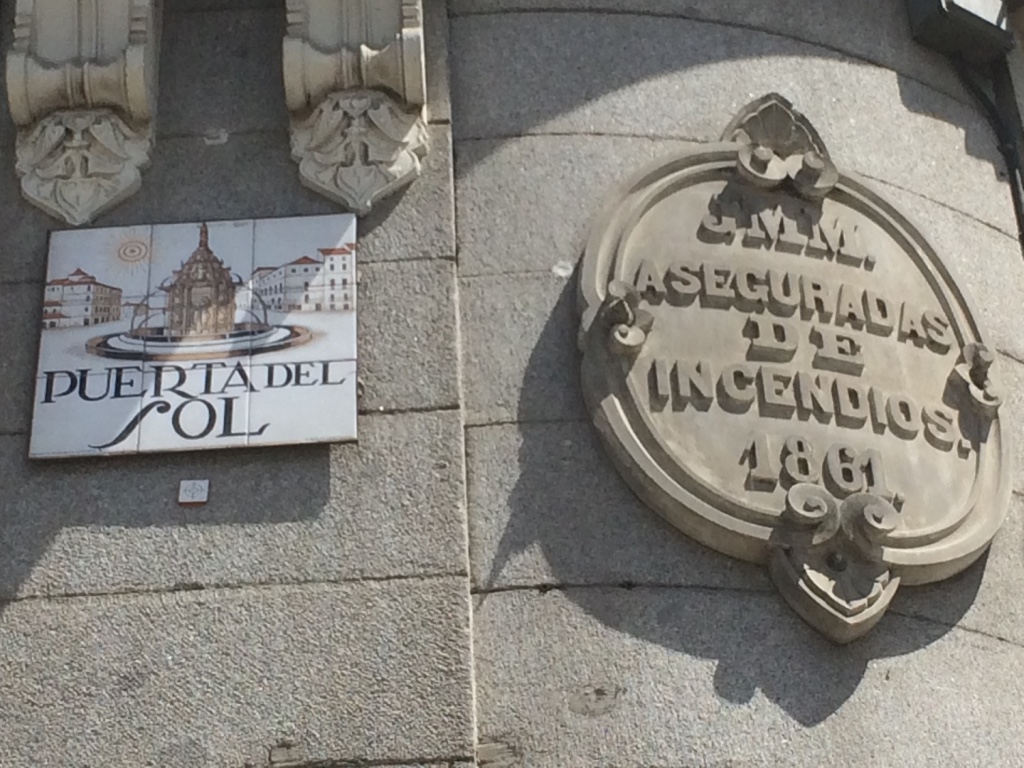 PUERTA DEL
SOL
J.M.M.
ASEGURADAS
DE
INCENDIOS.
1861.